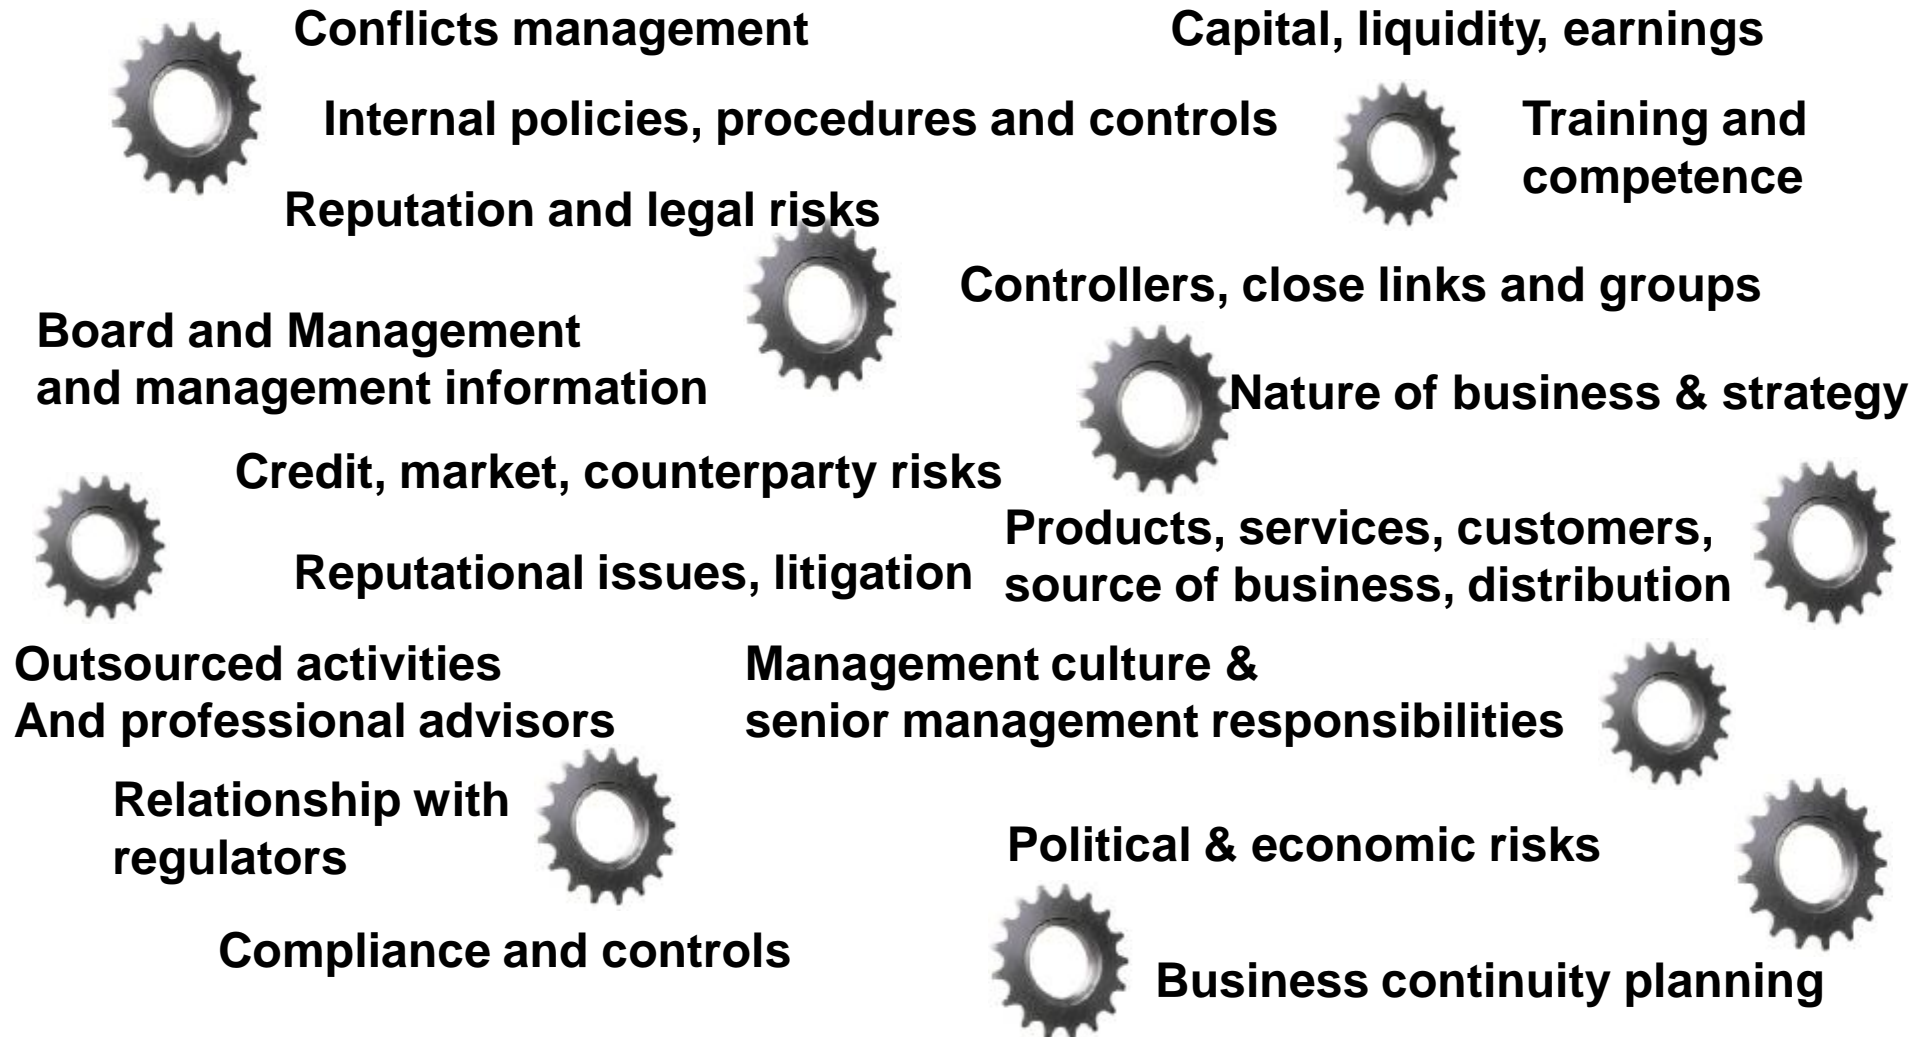 Conflicts management
Capital, liquidity, earnings
Internal policies, procedures and controls
Training and
competence
Reputation and legal risks
Controllers, close links and groups
Board and Management
and management information
Nature of business & strategy
Credit, market, counterparty risks
Products, services, customers,
source of business, distribution
Reputational issues, litigation
Outsourced activities
And professional advisors
Management culture &
senior management responsibilities
Relationship with
regulators
Political & economic risks
Compliance and controls
Business continuity planning